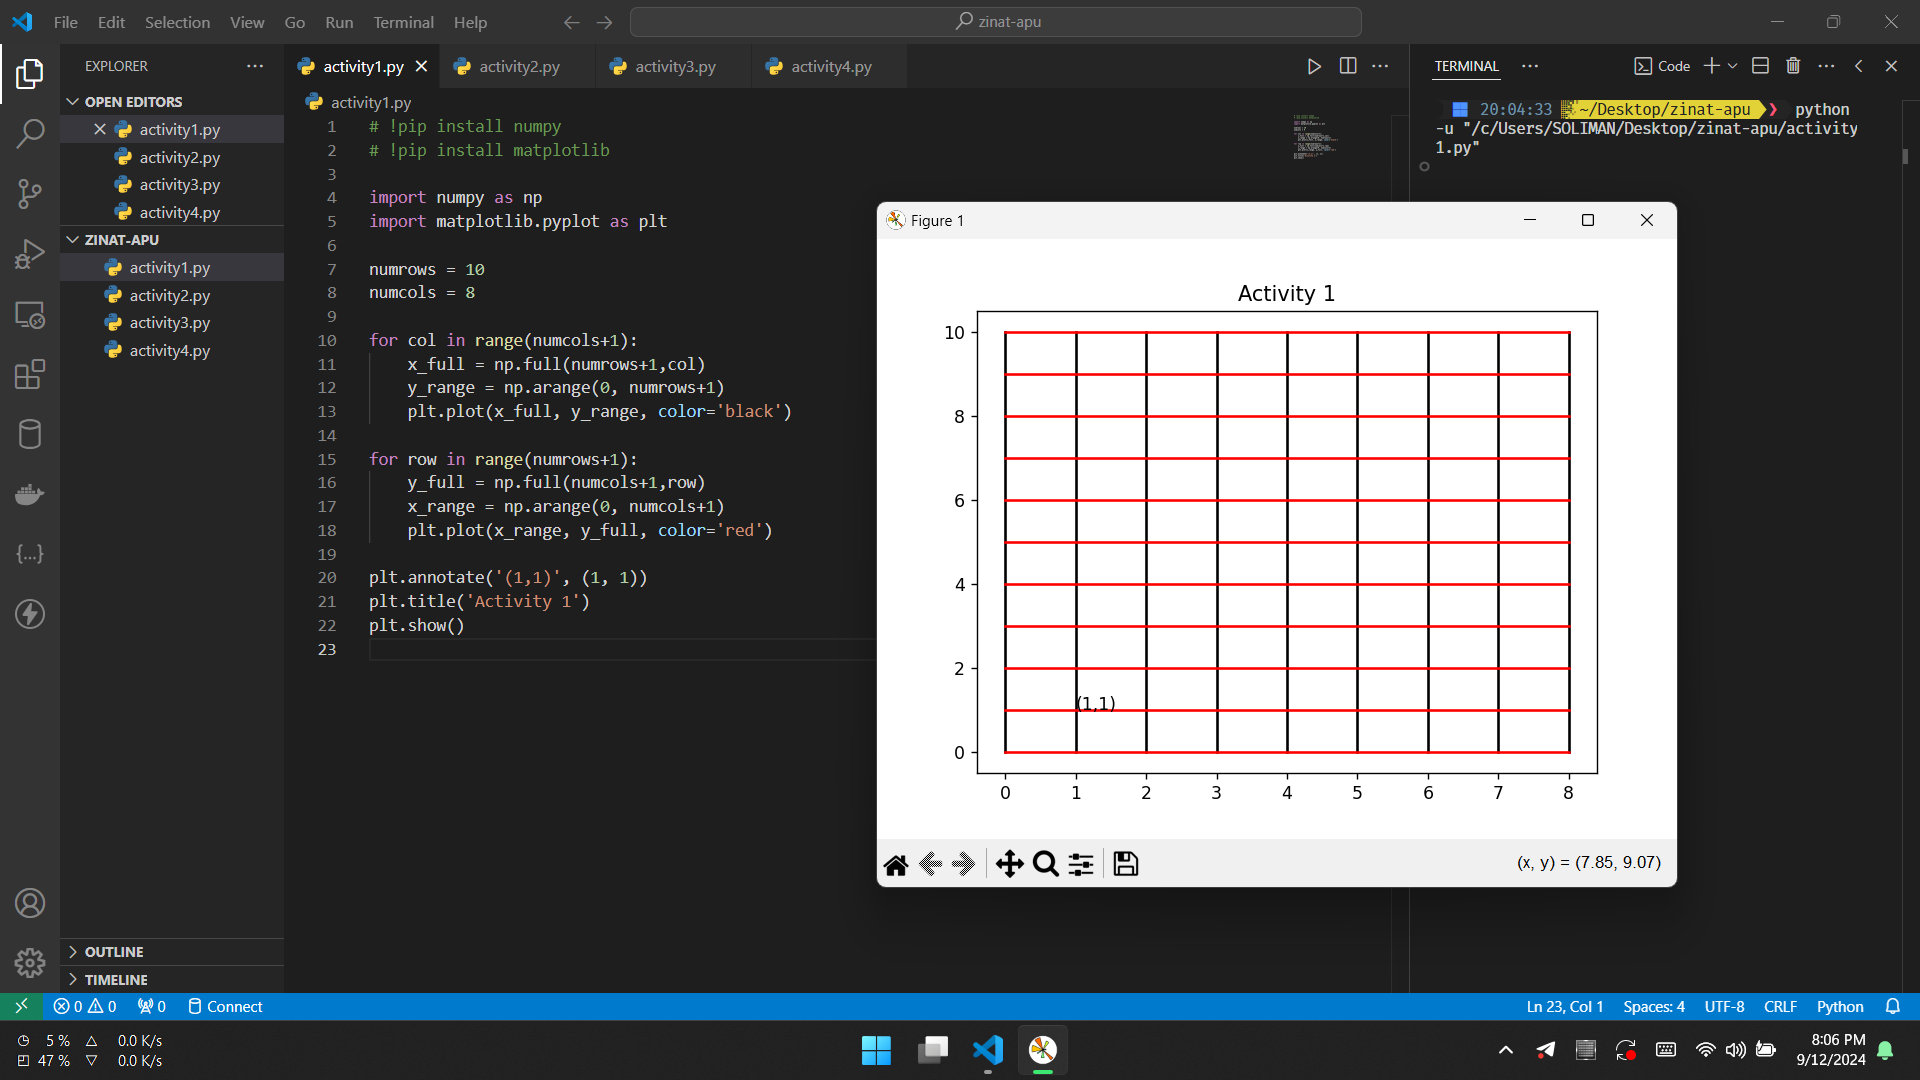 File Edit Selection View Go Run Terminal Help
zinat-apu
EXPLORER
OPEN EDITORS
activity1.py
activity2.py
activity3.py
activity4.py
ZINAT-APU
activity1.py
activity2.py
activity3.py
activity4.py
OUTLINE
TIMELINE
activity1.py activity2.py activity3.py activity4.py
activity1.py
1 # !pip install numpy
2 # !pip install matplotlib
3
4 import numpy as np
5 import matplotlib.pyplot as plt
6
7 numrows = 10
8 numcols = 8
9
10 for col in range(numcols+1):
11 x_full = np.full(numrows+1,col)
12 y_range = np.arange(0, numrows+1)
13 plt.plot(x_full, y_range, color='black')
14
15 for row in range(numrows+1):
16 y_full = np.full(numcols+1,row)
17 x_range = np.arange(0, numcols+1)
18 plt.plot(x_range, y_full, color='red')
19
20 plt.annotate('(1,1)', (1, 1))
21 plt.title('Activity 1')
22 plt.show()
23
TERMINAL
Code
20:04:33 ~/Desktop/zinat-apu ❯ python
-u "/c/Users/SOLIMAN/Desktop/zinat-apu/activity
1.py"
Figure 1
Activity 1
10
8
6
4
2
0
(1,1)
0 1 2 3 4 5 6 7 8
(x, y) = (7.85, 9.07)
0 0 0 Connect
Ln 23, Col 1 Spaces: 4 UTF-8 CRLF Python
5 % 0.0 K/s
47 % 0.0 K/s
8:06 PM
9/12/2024